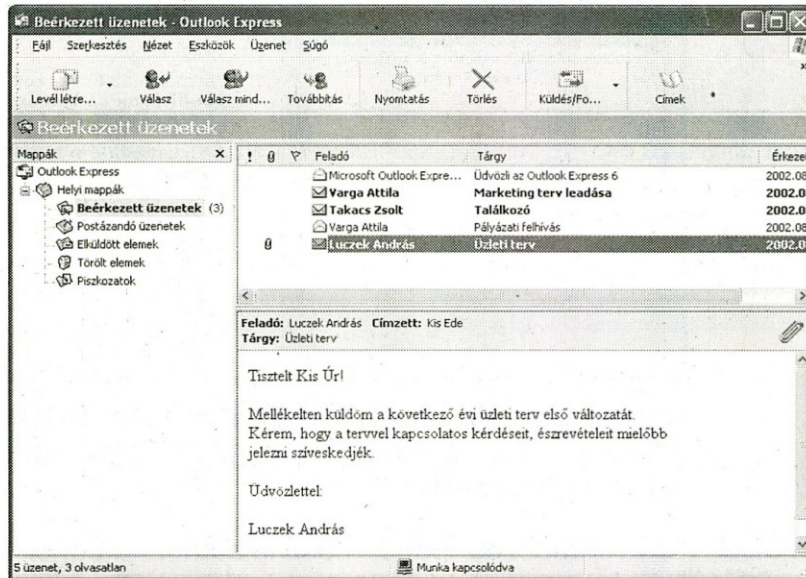 Beérkezett üzenetek - Outlook Express
Fájl Szerkesztés Nézet Eszközök Üzenet Súgó
Levél létre... Válasz Válasz mind... Továbbítás Nyomtatás Törlés Küldés/Fo... Címek
Beérkezett üzenetek
Mappák
Outlook Express
Helyi mappák
Beérkezett üzenetek (3)
Postázandó üzenetek
Elküldött elemek
Törölt elemek
Piszkozatok
! Feladó Tárgy Érkeze
Microsoft Outlook Expre... Üdvözli az Outlook Express 6 2002.08
Varga Attila Marketing terv leadása 2002.0
Takacs Zsolt Találkozó 2002.0
Varga Attila Pályázati felhívás 2002.08
Luczek András Üzleti terv 2002.0
Feladó: Luczek András Címzett: Kis Ede
Tárgy: Üzleti terv
Tisztelt Kis Úr!
Mellékelten küldöm a következő évi üzleti terv első változatát.
Kérem, hogy a tervvel kapcsolatos kérdéseit, észrevételeit mielőbb
jelezni szíveskedjék.
Üdvözlettel:
Luczek András
5 üzenet, 3 olvasatlan
Munka kapcsolódva